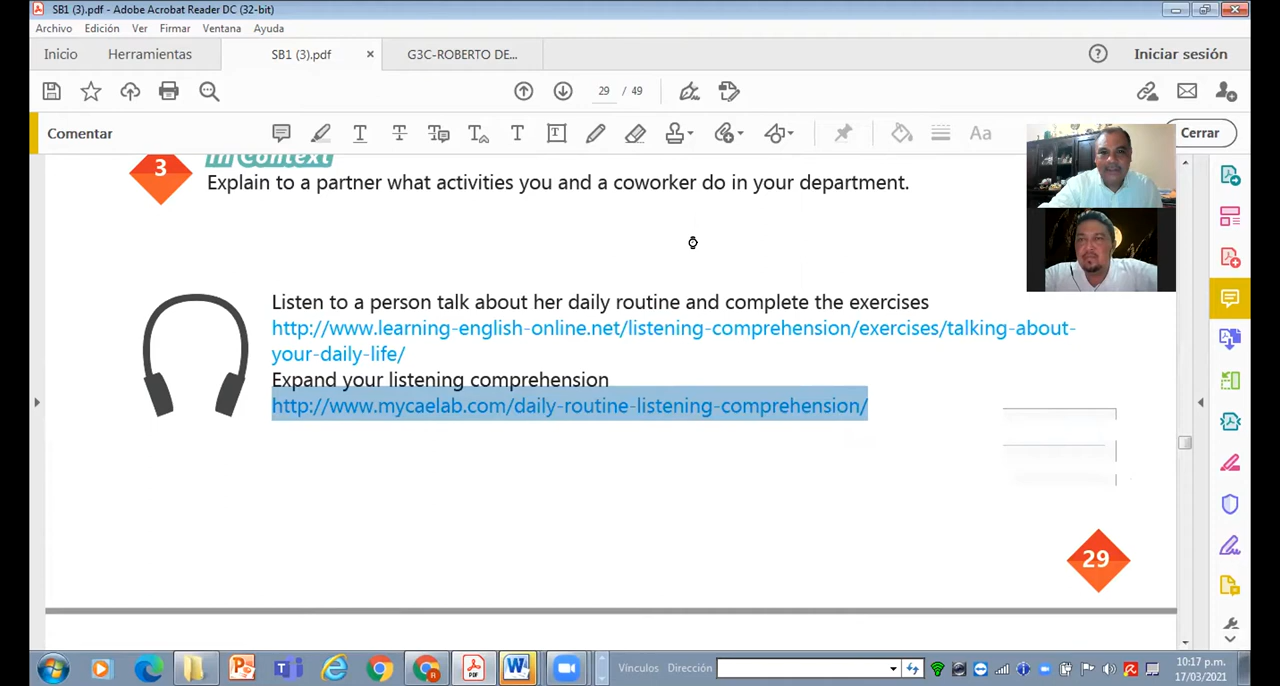 SB1 (3).pdf - Adobe Acrobat Reader DC (32-bit)
Archivo Edición Ver Firmar Ventana Ayuda
Inicio Herramientas SB1 (3).pdf × G3C-ROBERTO DE... ? Iniciar sesión
29 / 49
Comentar Aa Cerrar
3 In Context
Explain to a partner what activities you and a coworker do in your department.
Listen to a person talk about her daily routine and complete the exercises
http://www.learning-english-online.net/listening-comprehension/exercises/talking-about-
your-daily-life/
Expand your listening comprehension
http://www.mycaelab.com/daily-routine-listening-comprehension/
29
Vínculos Dirección
10:17 p.m.
17/03/2021